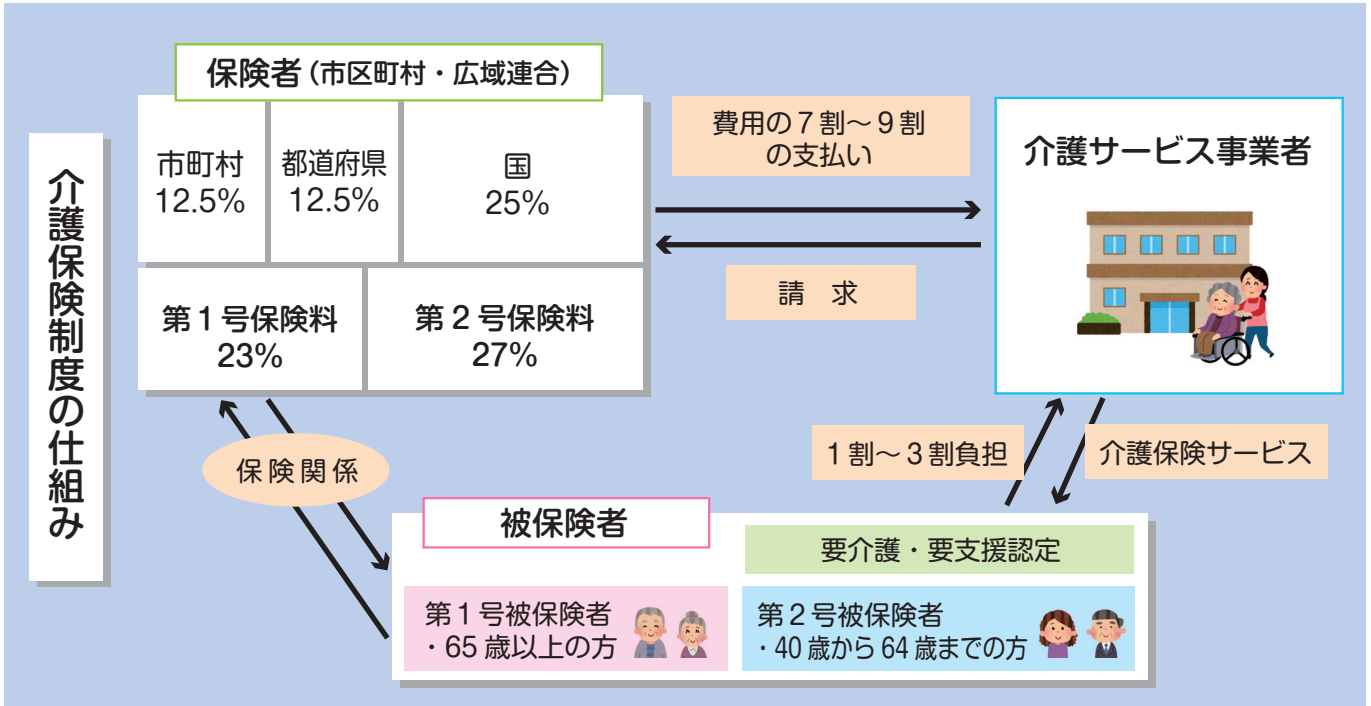 介護保険制度の仕組み
保険者（市区町村・広域連合）
市町村
12.5%
都道府県
12.5%
国
25%
第１号保険料
23%
第２号保険料
27%
費用の７割～９割
の支払い
請　求
介護サービス事業者
保険関係
１割～３割負担
介護保険サービス
被保険者
要介護・要支援認定
第１号被保険者
・65 歳以上の方
第２号被保険者
・40 歳から 64 歳までの方